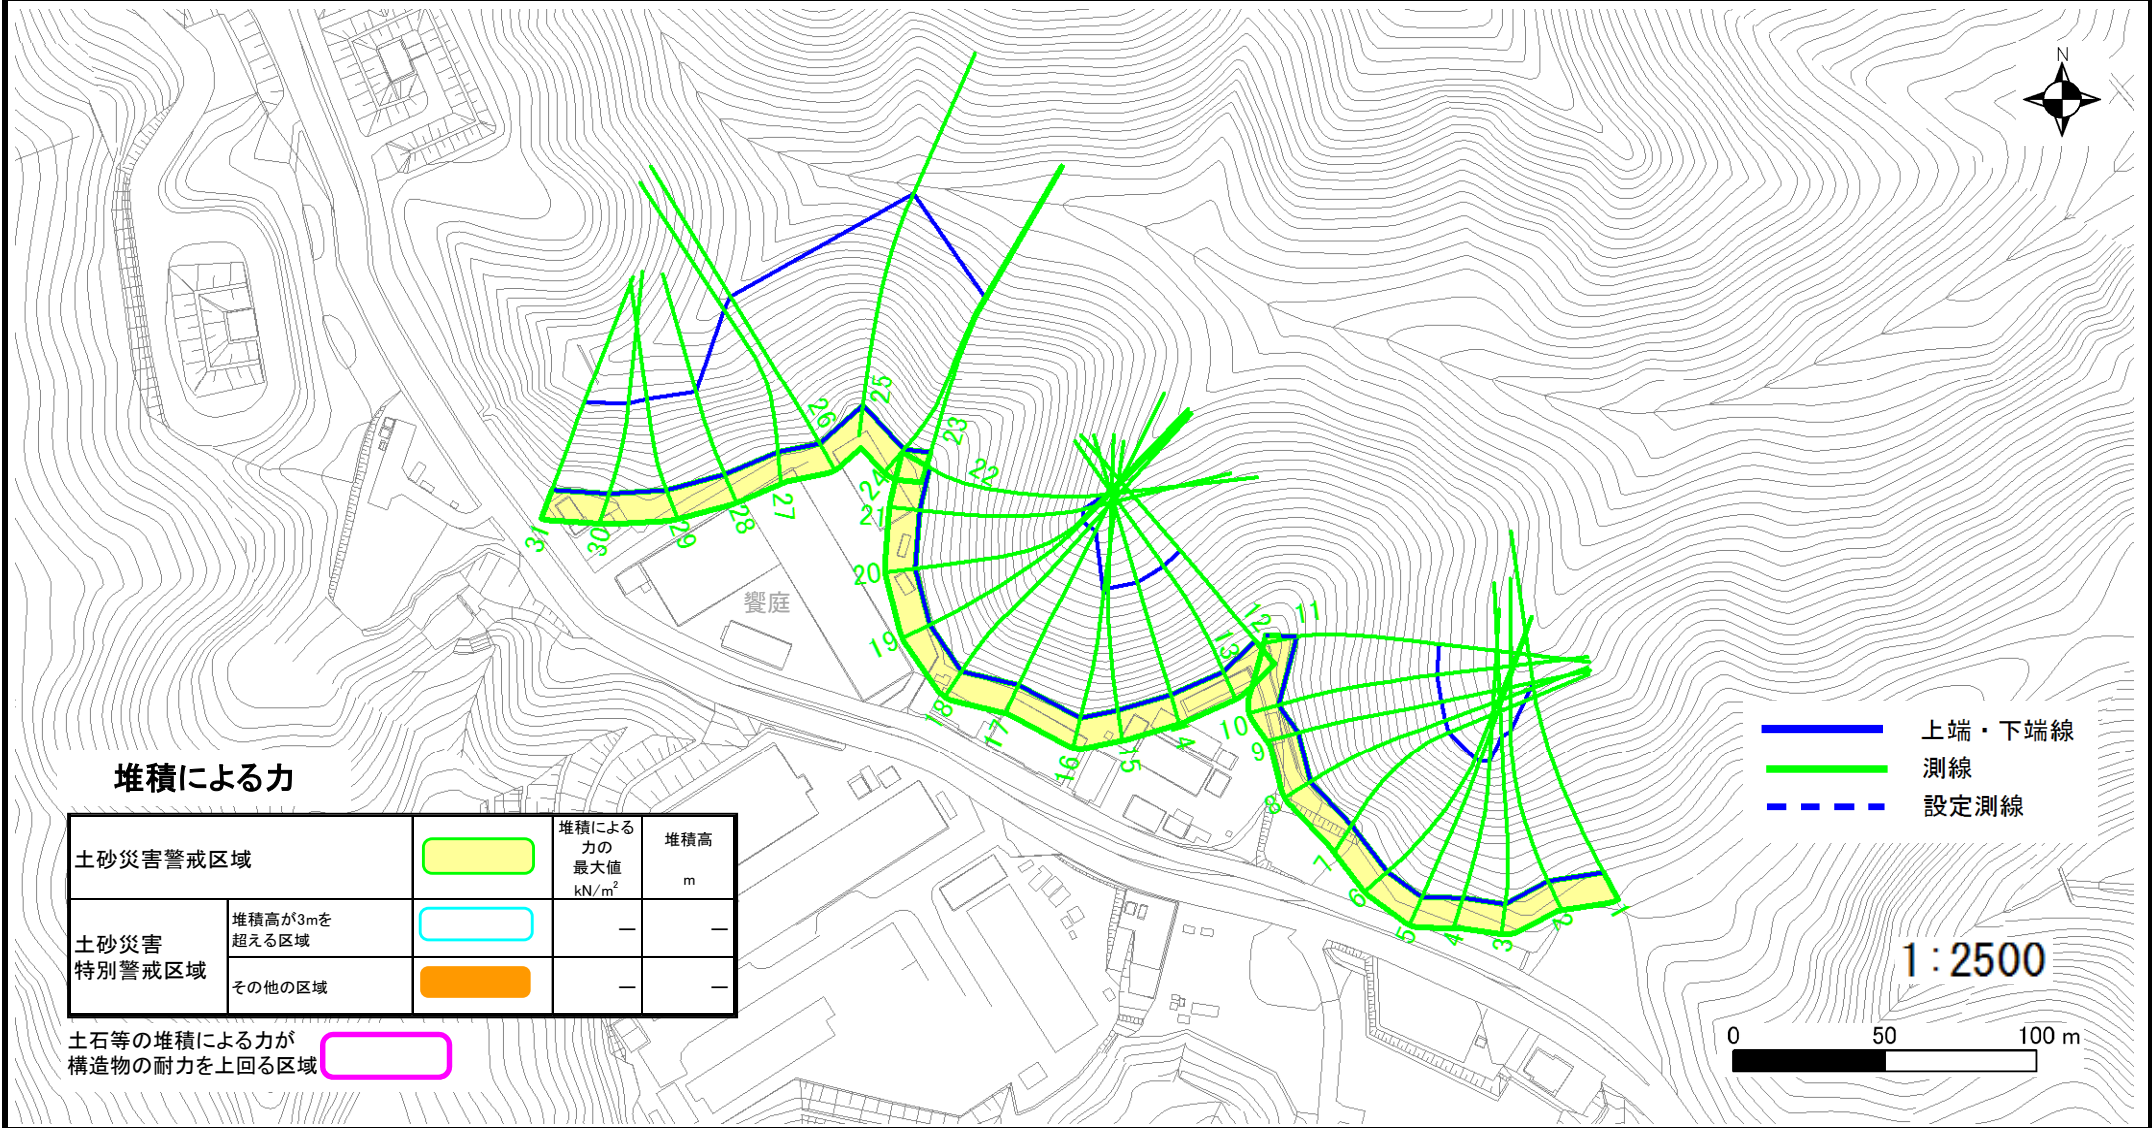 N
25
26
23
22
24
21
31
30
29
28
27
20
饗庭
19
12
11
13
18
17
10
9
16
15
14
8
7
6
5
4
3
2
1
上端・下端線
測線
設定測線
堆積による力
堆積による
力の
最大値
kN/m²
堆積高
m
土砂災害警戒区域
土砂災害
特別警戒区域
堆積高が3mを
超える区域
― ―
その他の区域
― ―
土石等の堆積による力が
構造物の耐力を上回る区域
1:2500
0 50 100 m